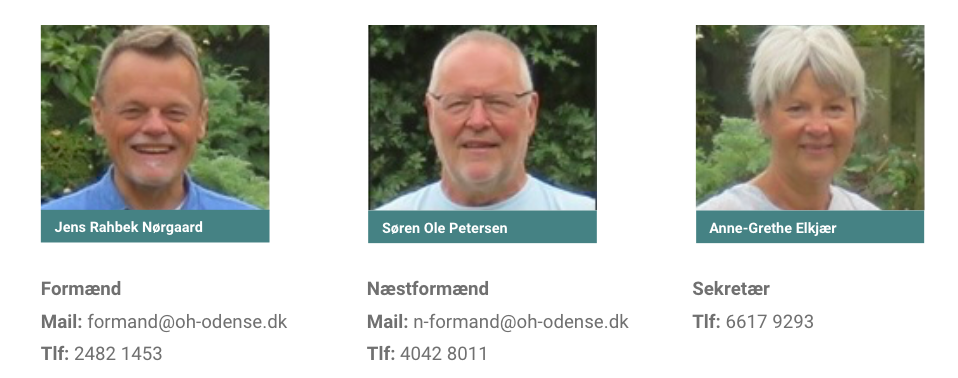 Jens Rahbek Nørgaard
Formænd
Mail: formand@oh-odense.dk
Tlf: 2482 1453
Søren Ole Petersen
Næstformænd
Mail: n-formand@oh-odense.dk
Tlf: 4042 8011
Anne-Grethe Elkjær
Sekretær
Tlf: 6617 9293